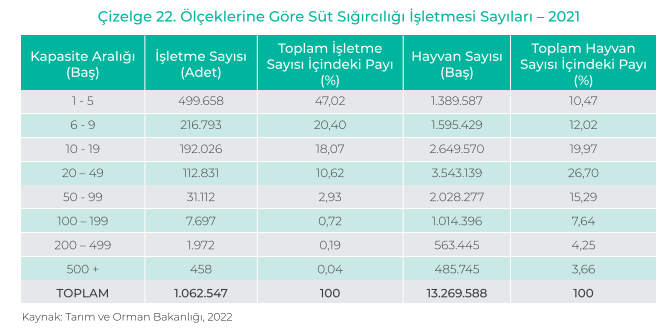 Çizelge 22. Ölçeklerine Göre Süt Sığırcılığı İşletmesi Sayıları – 2021
Kapasite Aralığı (Baş) İşletme Sayısı (Adet) Toplam İşletme Sayısı İçindeki Payı (%) Hayvan Sayısı (Baş) Toplam Hayvan Sayısı İçindeki Payı (%)
1 - 5 499.658 47,02 1.389.587 10,47
6 - 9 216.793 20,40 1.595.429 12,02
10 - 19 192.026 18,07 2.649.570 19,97
20 – 49 112.831 10,62 3.543.139 26,70
50 - 99 31.112 2,93 2.028.277 15,29
100 – 199 7.697 0,72 1.014.396 7,64
200 – 499 1.972 0,19 563.445 4,25
500 + 458 0,04 485.745 3,66
TOPLAM 1.062.547 100 13.269.588 100
Kaynak: Tarım ve Orman Bakanlığı, 2022